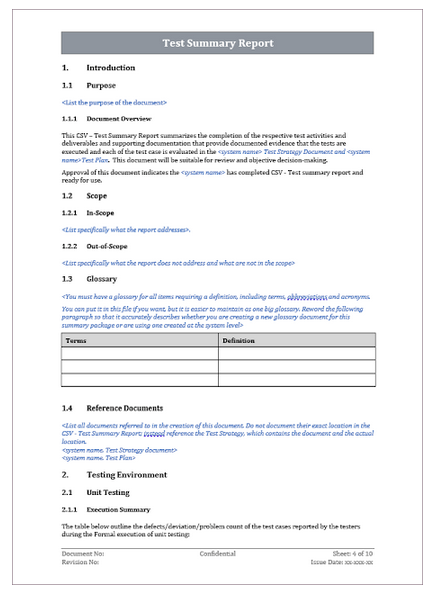 Test Summary Report
1. Introduction
1.1 Purpose
<List the purpose of the document>
1.1.1 Document Overview
This CSV – Test Summary Report summarizes the completion of the respective test activities and
deliverables and supporting documentation that provide documented evidence that the tests are
executed and each of the test case is evaluated in the <system name> Test Strategy Document and <system
name>Test Plan. This document will be suitable for review and objective decision-making.
Approval of this document indicates the <system name> has completed CSV - Test summary report and
ready for use.
1.2 Scope
1.2.1 In-Scope
<List specifically what the report addresses>.
1.2.2 Out-of-Scope
<List specifically what the report does not address and what are not in the scope>
1.3 Glossary
<You must have a glossary for all items requiring a definition, including terms, abbreviations and acronyms.
You can put it in this file if you want, but it is easier to maintain as one big glossary. Reword the following
paragraph so that it accurately describes whether you are creating a new glossary document for this
summary package or are using one created at the system level>
Terms Definition
1.4 Reference Documents
<List all documents referred to in the creation of this document. Do not document their exact location in the
CSV - Test Summary Report; instead reference the Test Strategy, which contains the document and the actual
location.
<system name, Test Strategy document>
<system name, Test Plan>
2. Testing Environment
2.1 Unit Testing
2.1.1 Execution Summary
The table below outline the defects/deviation/problem count of the test cases reported by the testers
during the Formal execution of unit testing:
Document No: Confidential Sheet: 4 of 10
Revision No: Issue Date: xx-xxx-xx